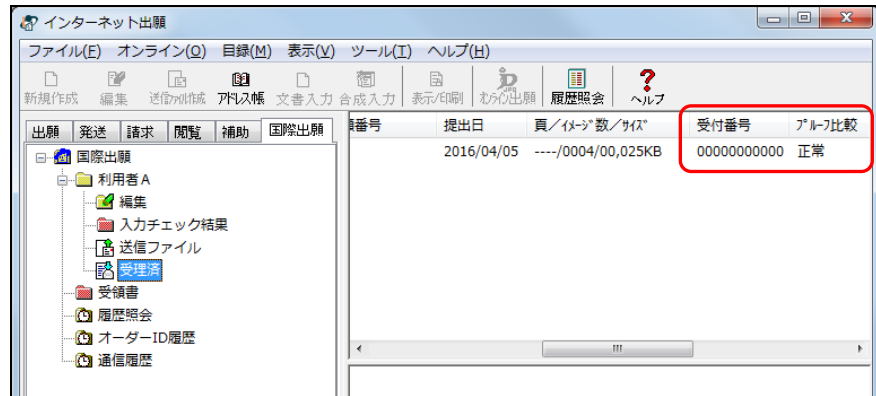 インターネット出願
ファイル(F) オンライン(O) 目録(M) 表示(V) ツール(T) ヘルプ(H)
新規作成 編集 送信ﾌｧｲﾙ作成 ｱﾄﾞﾚｽ帳 文書入力 合成入力 表示/印刷 ｵﾝﾗｲﾝ出願 履歴照会 ヘルプ
出願 発送 請求 閲覧 補助 国際出願
番号 提出日 頁／ｲﾒｰｼﾞ数／ｻｲｽﾞ 受付番号 ﾌﾟﾙｰﾌ比較
2016/04/05 ----/0004/00,025KB 00000000000 正常
国際出願
利用者A
編集
入力チェック結果
送信ファイル
受理済
受領書
履歴照会
オーダーID履歴
通信履歴